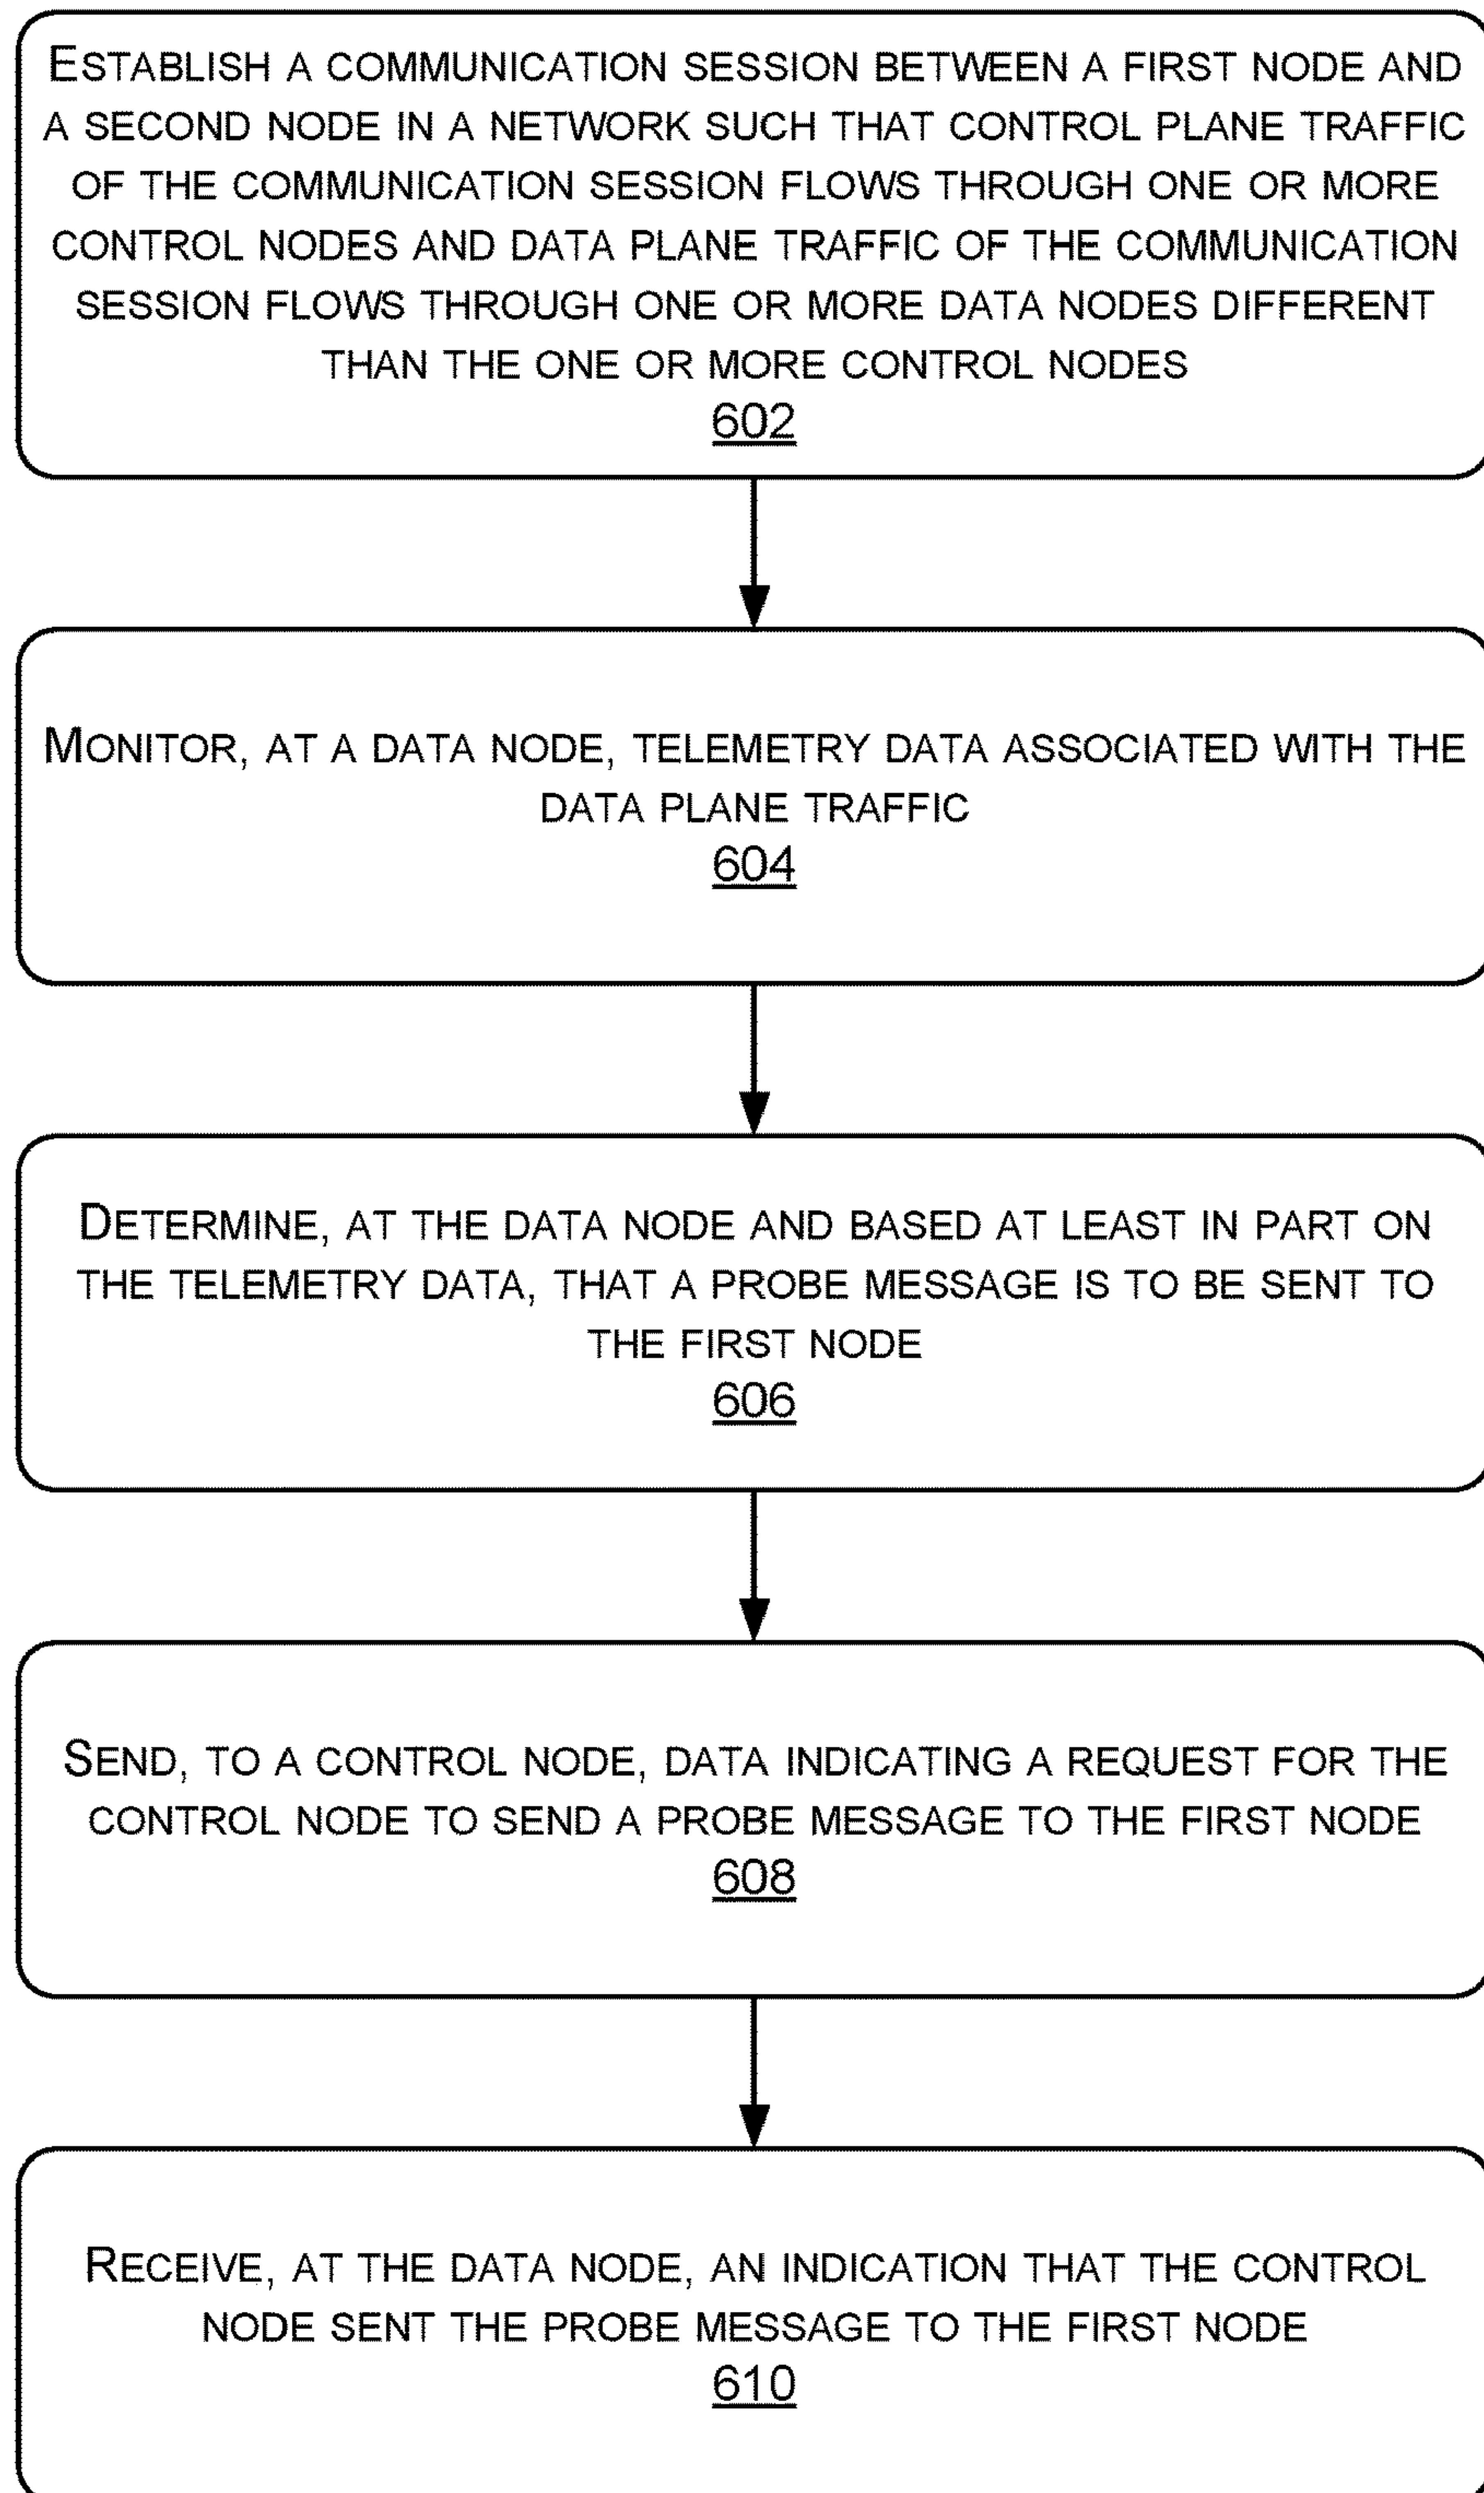 ESTABLISH A COMMUNICATION SESSION BETWEEN A FIRST NODE AND
A SECOND NODE IN A NETWORK SUCH THAT CONTROL PLANE TRAFFIC
OF THE COMMUNICATION SESSION FLOWS THROUGH ONE OR MORE
CONTROL NODES AND DATA PLANE TRAFFIC OF THE COMMUNICATION
SESSION FLOWS THROUGH ONE OR MORE DATA NODES DIFFERENT
THAN THE ONE OR MORE CONTROL NODES
602
MONITOR, AT A DATA NODE, TELEMETRY DATA ASSOCIATED WITH THE
DATA PLANE TRAFFIC
604
DETERMINE, AT THE DATA NODE AND BASED AT LEAST IN PART ON
THE TELEMETRY DATA, THAT A PROBE MESSAGE IS TO BE SENT TO
THE FIRST NODE
606
SEND, TO A CONTROL NODE, DATA INDICATING A REQUEST FOR THE
CONTROL NODE TO SEND A PROBE MESSAGE TO THE FIRST NODE
608
RECEIVE, AT THE DATA NODE, AN INDICATION THAT THE CONTROL
NODE SENT THE PROBE MESSAGE TO THE FIRST NODE
610